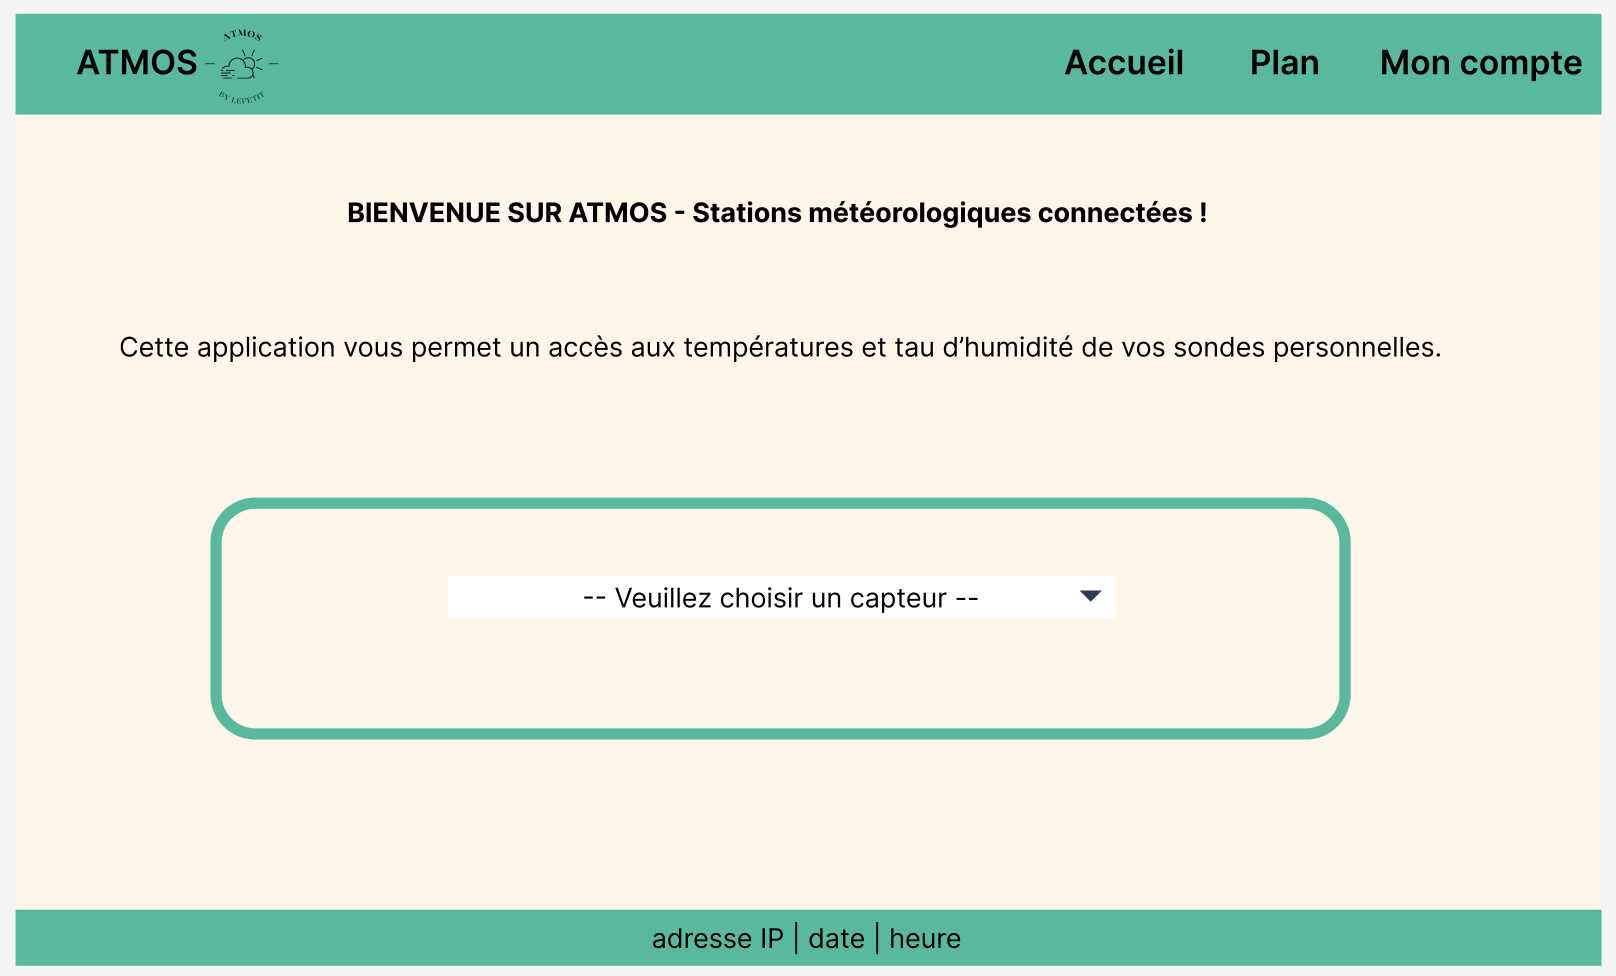 ATMOS
ATMOS
BY LEPETIT
Accueil
Plan
Mon compte
BIENVENUE SUR ATMOS - Stations météorologiques connectées !
Cette application vous permet un accès aux températures et tau d’humidité de vos sondes personnelles.
-- Veuillez choisir un capteur --
adresse IP | date | heure